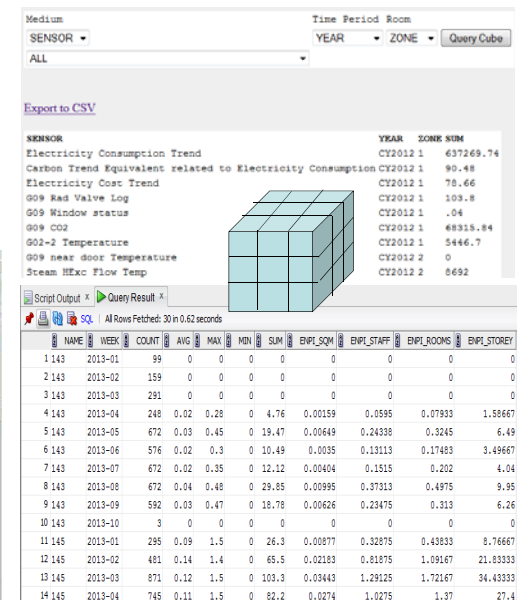 Medium Time Period Room
SENSOR YEAR ZONE Query Cube
ALL
Export to CSV
SENSOR YEAR ZONE SUM
Electricity Consumption Trend CY2012 1 637269.74
Carbon Trend Equivalent related to Electricity Consumption CY2012 1 90.48
Electricity Cost Trend CY2012 1 78.66
G09 Rad Valve Log CY2012 1 103.8
G09 Window status CY2012 1 .04
G09 CO2 CY2012 1 68315.84
G02-2 Temperature CY2012 1 5446.7
G09 near door Temperature CY2012 2 0
Steam HExc Flow Temp CY2012 2 8692
Script Output x Query Result x
SQL | All Rows Fetched: 30 in 0.62 seconds
NAME WEEK COUNT AVG MAX MIN SUM ENPI_SQM ENPI_STAFF ENPI_ROOMS ENPI_STOREY
1 143 2013-01 99 0 0 0 0 0 0 0 0
2 143 2013-02 159 0 0 0 0 0 0 0 0
3 143 2013-03 291 0 0 0 0 0 0 0 0
4 143 2013-04 248 0.02 0.28 0 4.76 0.00159 0.0595 0.07933 1.58667
5 143 2013-05 672 0.03 0.45 0 19.47 0.00649 0.24338 0.3245 6.49
6 143 2013-06 576 0.02 0.3 0 10.49 0.0035 0.13113 0.17483 3.49667
7 143 2013-07 672 0.02 0.35 0 12.12 0.00404 0.1515 0.202 4.04
8 143 2013-08 672 0.04 0.48 0 29.85 0.00995 0.37313 0.4975 9.95
9 143 2013-09 592 0.03 0.47 0 18.78 0.00626 0.23475 0.313 6.26
10 143 2013-10 3 0 0 0 0 0 0 0 0
11 145 2013-01 295 0.09 1.5 0 26.3 0.00877 0.32875 0.43833 8.76667
12 145 2013-02 481 0.14 1.4 0 65.5 0.02183 0.81875 1.09167 21.83333
13 145 2013-03 871 0.12 1.5 0 103.3 0.03443 1.29125 1.72167 34.43333
14 145 2013-04 745 0.11 1.5 0 82.2 0.0274 1.0275 1.37 27.4